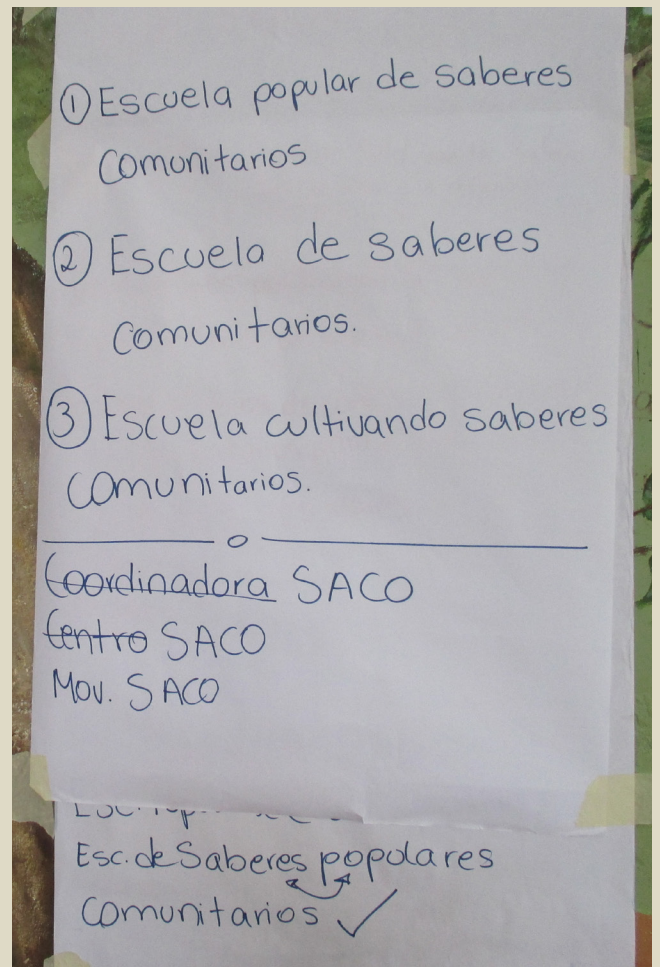 ① Escuela popular de saberes
comunitarios
② Escuela de saberes
comunitarios.
③ Escuela cultivando saberes
comunitarios.
o
Coordinadora SACO
Centro SACO
Mov. SACO
Esc. de Saberes populares
comunitarios ✓